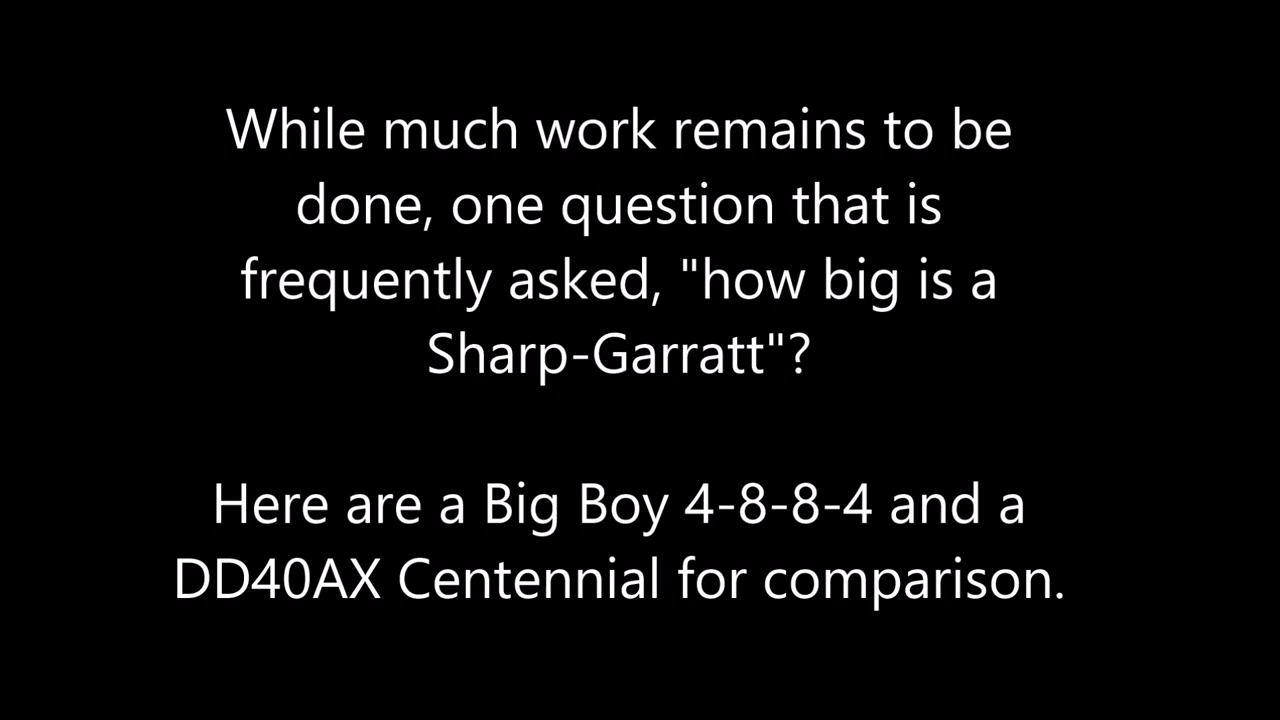 While much work remains to be
done, one question that is
frequently asked, "how big is a
Sharp-Garratt"?
Here are a Big Boy 4-8-8-4 and a
DD40AX Centennial for comparison.